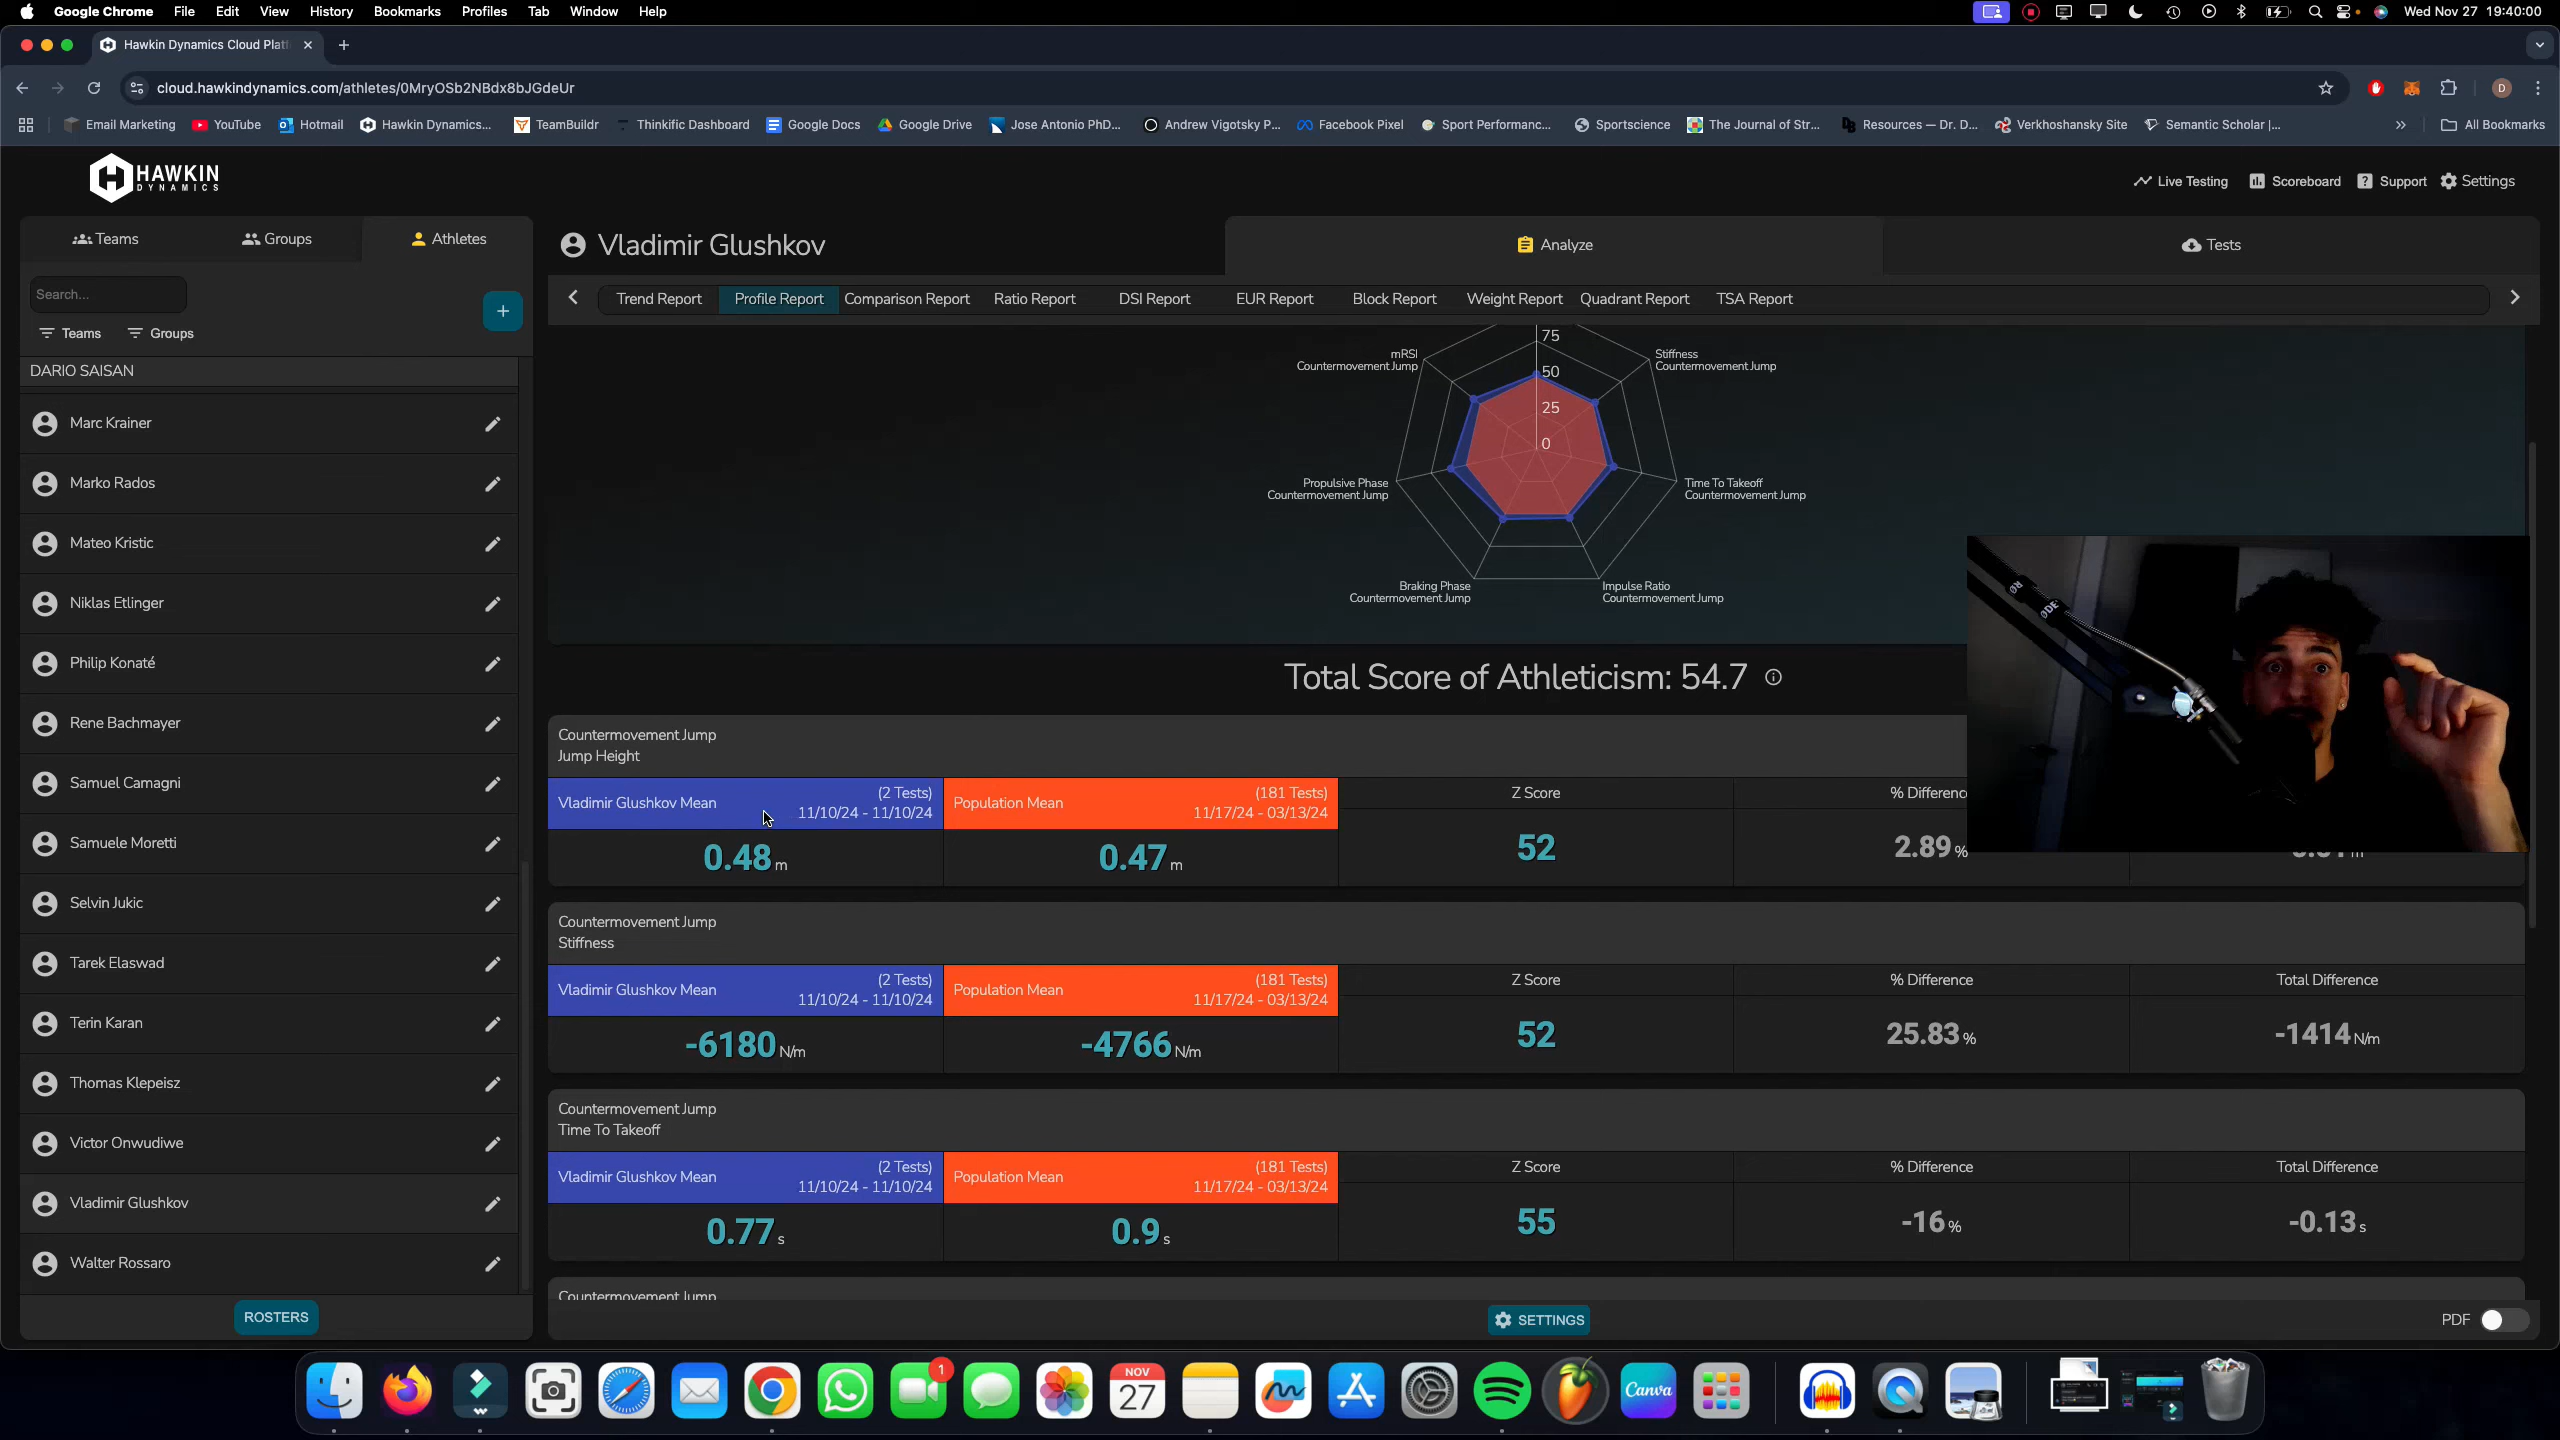 Google Chrome File Edit View History Bookmarks Profiles Tab Window Help
Wed Nov 27 19:40:00
Hawkin Dynamics Cloud Plat
cloud.hawkindynamics.com/athletes/0MryOSb2NBdx8bJGdeUr
D
Email Marketing YouTube Hotmail Hawkin Dynamics... TeamBuildr Thinkific Dashboard Google Docs Google Drive Jose Antonio PhD... Andrew Vigotsky P... Facebook Pixel Sport Performanc... Sportscience The Journal of Str... Resources — Dr. D... Verkhoshansky Site Semantic Scholar |... All Bookmarks
HAWKIN
DYNAMICS
Live Testing Scoreboard Support Settings
Teams Groups Athletes
Search...
Teams Groups
DARIO SAISAN
Marc Krainer
Marko Rados
Mateo Kristic
Niklas Etlinger
Philip Konaté
Rene Bachmayer
Samuel Camagni
Samuele Moretti
Selvin Jukic
Tarek Elaswad
Terin Karan
Thomas Klepeisz
Victor Onwudiwe
Vladimir Glushkov
Walter Rossaro
ROSTERS
Vladimir Glushkov
Analyze
Tests
Trend Report Profile Report Comparison Report Ratio Report DSI Report EUR Report Block Report Weight Report Quadrant Report TSA Report
75
50
25
0
mRSI
Countermovement Jump
Stiffness
Countermovement Jump
Propulsive Phase
Countermovement Jump
Time To Takeoff
Countermovement Jump
Braking Phase
Countermovement Jump
Impulse Ratio
Countermovement Jump
RØDE
Total Score of Athleticism: 54.7
Countermovement Jump
Jump Height
Vladimir Glushkov Mean (2 Tests) 11/10/24 - 11/10/24
Population Mean (181 Tests) 11/17/24 - 03/13/24
Z Score
% Difference
0.48 m
0.47 m
52
2.89 %
Countermovement Jump
Stiffness
Vladimir Glushkov Mean (2 Tests) 11/10/24 - 11/10/24
Population Mean (181 Tests) 11/17/24 - 03/13/24
Z Score
% Difference
Total Difference
-6180 N/m
-4766 N/m
52
25.83 %
-1414 N/m
Countermovement Jump
Time To Takeoff
Vladimir Glushkov Mean (2 Tests) 11/10/24 - 11/10/24
Population Mean (181 Tests) 11/17/24 - 03/13/24
Z Score
% Difference
Total Difference
0.77 s
0.9 s
55
-16 %
-0.13 s
Countermovement Jump
SETTINGS
PDF
1
NOV
27
Canva